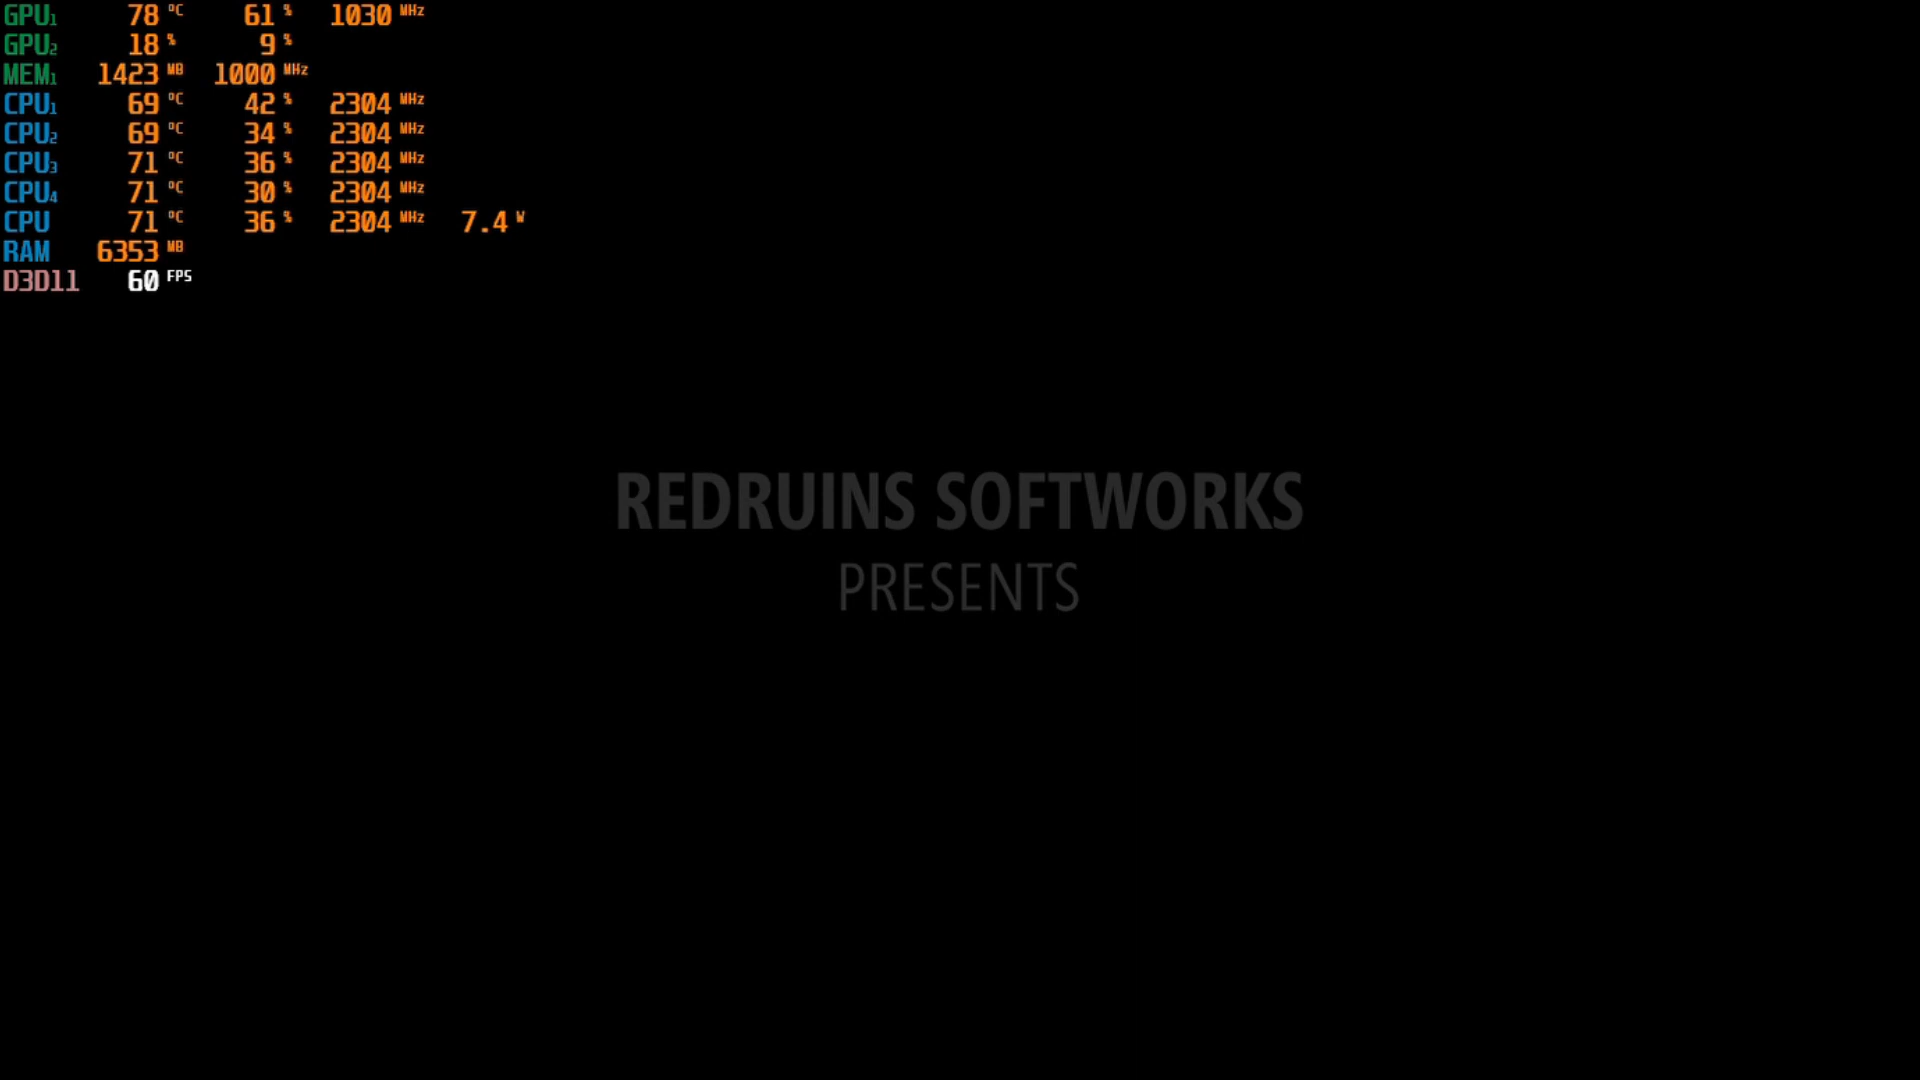 GPU1 78 °C 61 % 1030 MHz
GPU2 18 % 9 %
MEM1 1423 MB 1000 MHz
CPU1 69 °C 42 % 2304 MHz
CPU2 69 °C 34 % 2304 MHz
CPU3 71 °C 36 % 2304 MHz
CPU4 71 °C 30 % 2304 MHz
CPU 71 °C 36 % 2304 MHz 7.4 W
RAM 6353 MB
D3D11 60 FPS
REDRUINS SOFTWORKS
PRESENTS